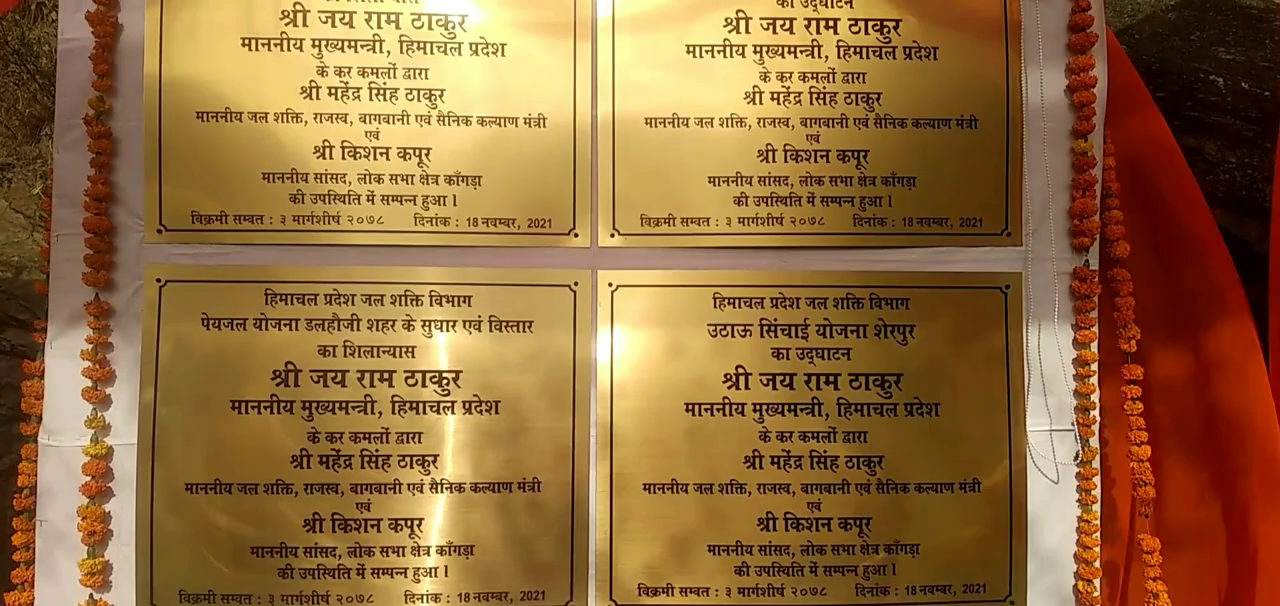 श्री जय राम ठाकुर
माननीय मुख्यमन्त्री, हिमाचल प्रदेश
के कर कमलों द्वारा
श्री महेंद्र सिंह ठाकुर
माननीय जल शक्ति, राजस्व, बागबानी एवं सैनिक कल्याण मंत्री
एवं
श्री किशन कपूर
माननीय सांसद, लोक सभा क्षेत्र काँगड़ा
की उपस्थिति में सम्पन्न हुआ।
विक्रमी सम्वत : ३ मार्गशीर्ष २०७८ दिनांक : 18 नवम्बर, 2021
का उद्घाटन
श्री जय राम ठाकुर
माननीय मुख्यमन्त्री, हिमाचल प्रदेश
के कर कमलों द्वारा
श्री महेंद्र सिंह ठाकुर
माननीय जल शक्ति, राजस्व, बागबानी एवं सैनिक कल्याण मंत्री
एवं
श्री किशन कपूर
माननीय सांसद, लोक सभा क्षेत्र काँगड़ा
की उपस्थिति में सम्पन्न हुआ।
विक्रमी सम्वत : ३ मार्गशीर्ष २०७८ दिनांक : 18 नवम्बर, 2021
हिमाचल प्रदेश जल शक्ति विभाग
पेयजल योजना डलहौजी शहर के सुधार एवं विस्तार
का शिलान्यास
श्री जय राम ठाकुर
माननीय मुख्यमन्त्री, हिमाचल प्रदेश
के कर कमलों द्वारा
श्री महेंद्र सिंह ठाकुर
माननीय जल शक्ति, राजस्व, बागबानी एवं सैनिक कल्याण मंत्री
एवं
श्री किशन कपूर
माननीय सांसद, लोक सभा क्षेत्र काँगड़ा
की उपस्थिति में सम्पन्न हुआ।
विक्रमी सम्वत : ३ मार्गशीर्ष २०७८ दिनांक : 18 नवम्बर, 2021
हिमाचल प्रदेश जल शक्ति विभाग
उठाऊ सिंचाई योजना शेरपुर
का उद्घाटन
श्री जय राम ठाकुर
माननीय मुख्यमन्त्री, हिमाचल प्रदेश
के कर कमलों द्वारा
श्री महेंद्र सिंह ठाकुर
माननीय जल शक्ति, राजस्व, बागबानी एवं सैनिक कल्याण मंत्री
एवं
श्री किशन कपूर
माननीय सांसद, लोक सभा क्षेत्र काँगड़ा
की उपस्थिति में सम्पन्न हुआ।
विक्रमी सम्वत : ३ मार्गशीर्ष २०७८ दिनांक : 18 नवम्बर, 2021